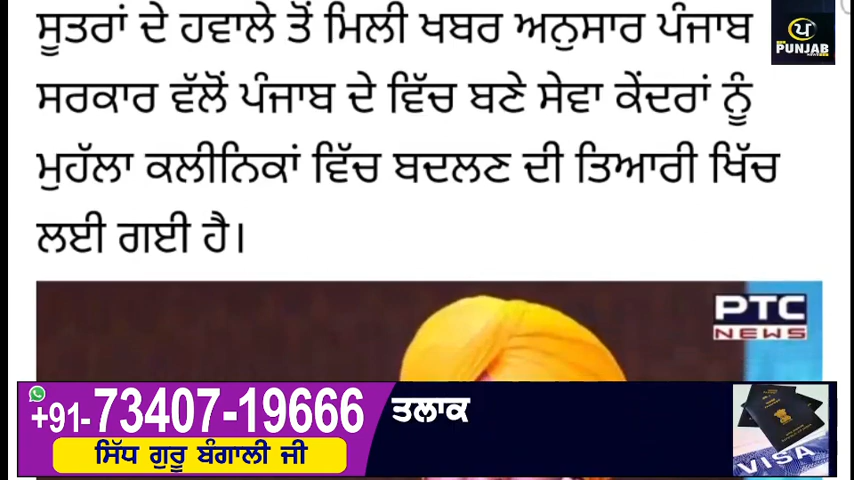 ਸੂਤਰਾਂ ਦੇ ਹਵਾਲੇ ਤੋਂ ਮਿਲੀ ਖਬਰ ਅਨੁਸਾਰ ਪੰਜਾਬ
ਸਰਕਾਰ ਵੱਲੋਂ ਪੰਜਾਬ ਦੇ ਵਿੱਚ ਬਣੇ ਸੇਵਾ ਕੇਂਦਰਾਂ ਨੂੰ
ਮੁਹੱਲਾ ਕਲੀਨਿਕਾਂ ਵਿੱਚ ਬਦਲਣ ਦੀ ਤਿਆਰੀ ਖਿੱਚ
ਲਈ ਗਈ ਹੈ।
ਪ
PUNJAB
PTC
NEWS
+91-73407-19666
ਸਿੱਧ ਗੁਰੂ ਬੰਗਾਲੀ ਜੀ
ਤਲਾਕ
VISA